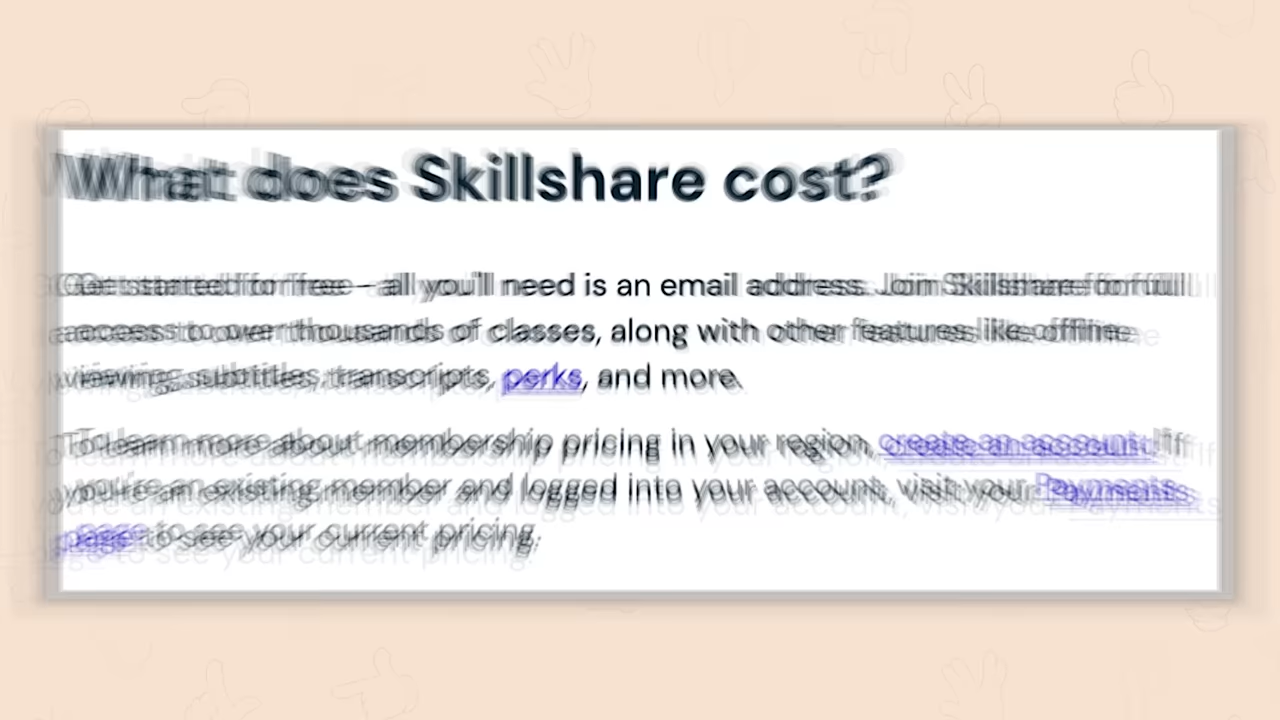 What does Skillshare cost?
Get started for free – all you'll need is an email address. Join Skillshare for full
access to over thousands of classes, along with other features like offline
viewing, subtitles, transcripts, perks, and more.
To learn more about membership pricing in your region, create an account. If
you're an existing member and logged into your account, visit your Payments
page to see your current pricing.